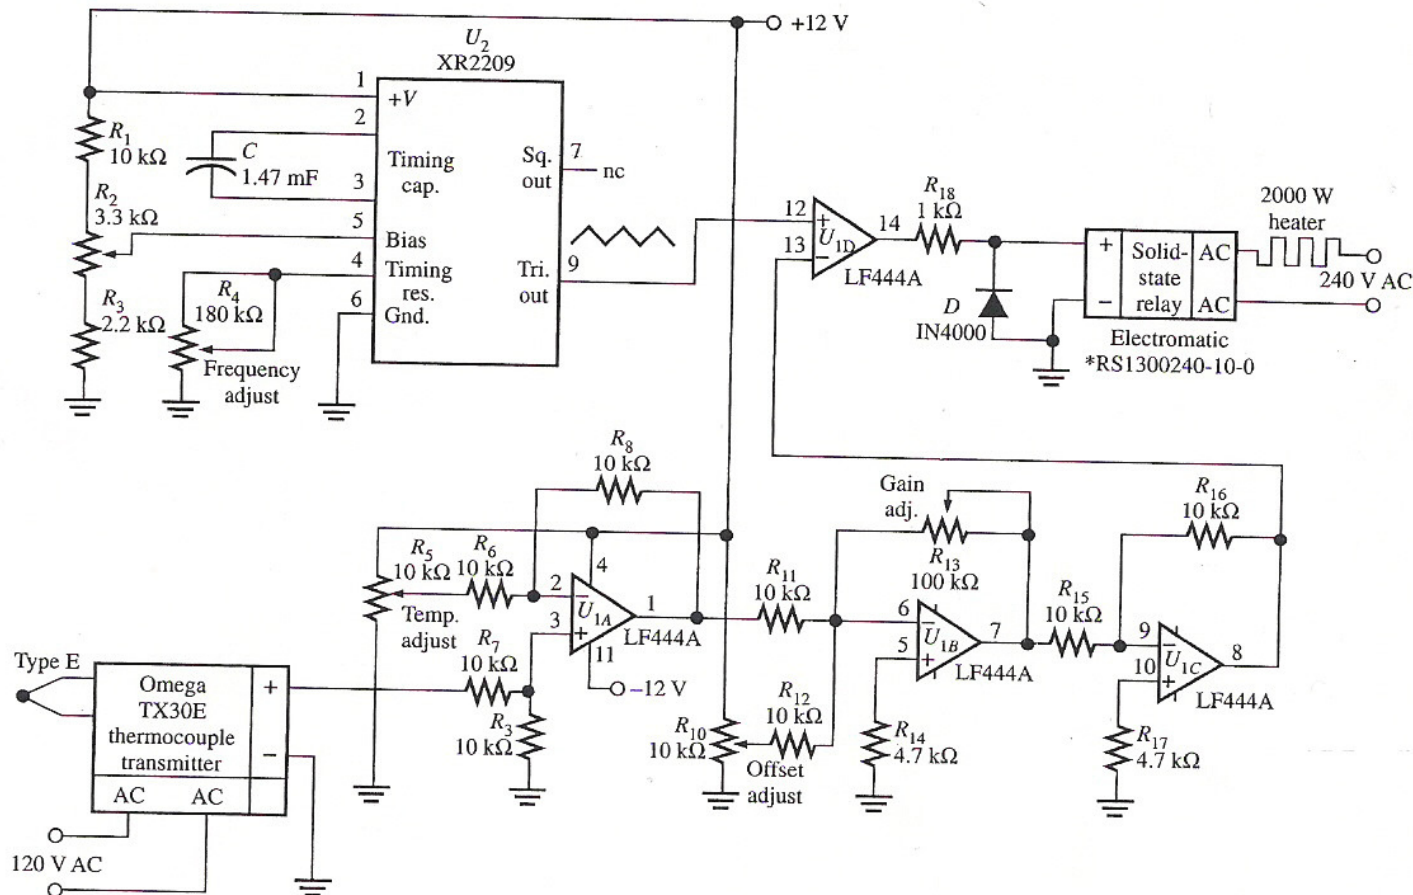 +12 V
U2
XR2209
1
+V
2
R1
10 kΩ
C
1.47 mF
Timing
cap.
Sq.
out
7
nc
3
R2
3.3 kΩ
5
Bias
4
Timing
res.
6
Gnd.
Tri.
out
9
R3
2.2 kΩ
R4
180 kΩ
Frequency
adjust
12
+
13
−
U1D
14
LF444A
R18
1 kΩ
D
IN4000
+
−
Solid-
state
relay
AC
AC
2000 W
heater
240 V AC
Electromatic
*RS1300240-10-0
R8
10 kΩ
R5
10 kΩ
R6
10 kΩ
Temp.
adjust
2
−
3
+
4
U1A
1
11
LF444A
−12 V
R7
10 kΩ
R3
10 kΩ
Type E
Omega
TX30E
thermocouple
transmitter
+
−
AC
AC
120 V AC
R10
10 kΩ
Offset
adjust
R11
10 kΩ
R12
10 kΩ
Gain
adj.
R13
100 kΩ
6
−
5
+
U1B
7
LF444A
R14
4.7 kΩ
R15
10 kΩ
R16
10 kΩ
9
−
10
+
U1C
8
LF444A
R17
4.7 kΩ